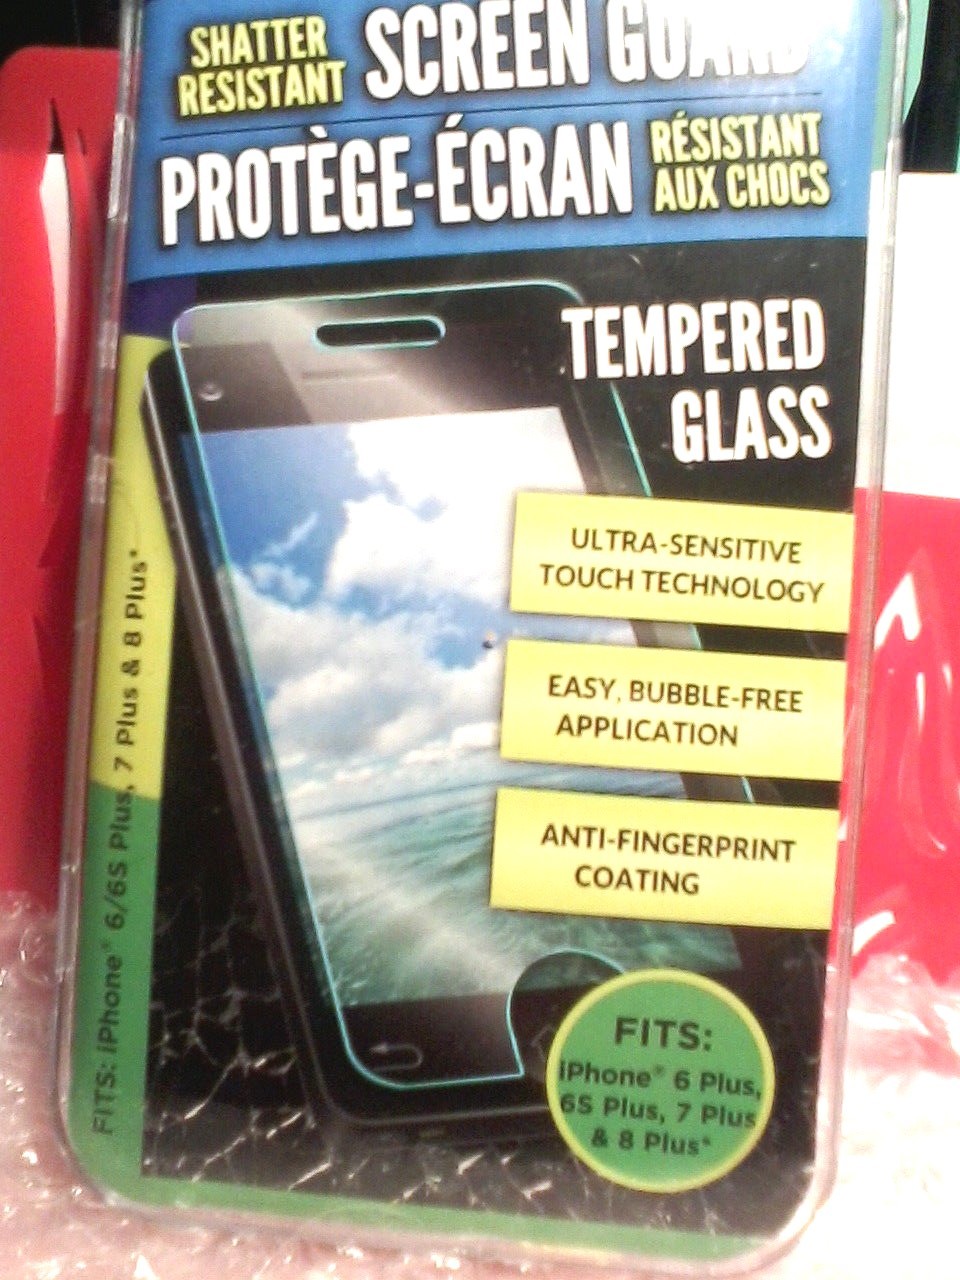 SHATTER
RESISTANT
SCREEN GUARD
PROTÈGE-ÉCRAN
RÉSISTANT
AUX CHOCS
TEMPERED
GLASS
ULTRA-SENSITIVE
TOUCH TECHNOLOGY
EASY, BUBBLE-FREE
APPLICATION
ANTI-FINGERPRINT
COATING
FITS: iPhone® 6/6S Plus, 7 Plus & 8 Plus*
FITS:
iPhone® 6 Plus,
6S Plus, 7 Plus
& 8 Plus*